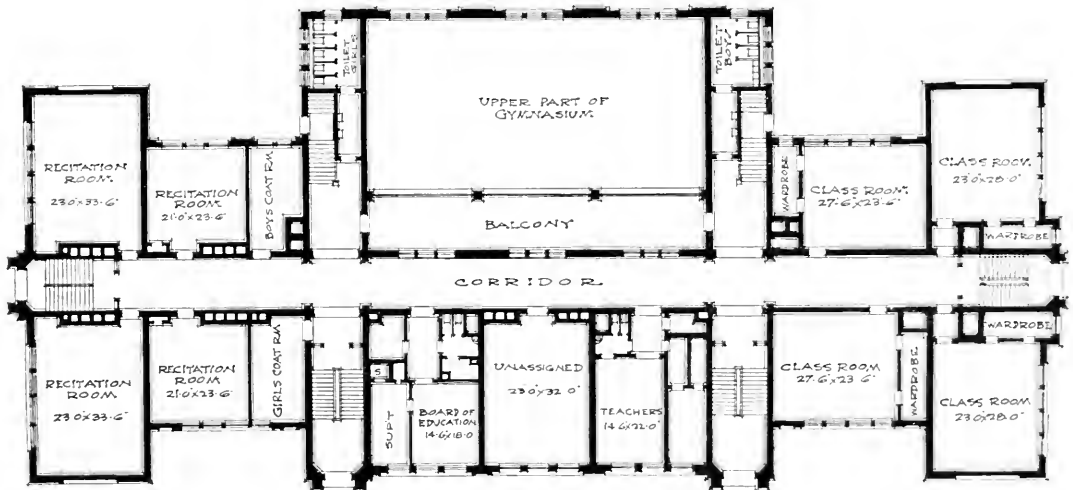 TOILET
GIRLS
TOILET
BOYS
UPPER PART OF
GYMNASIUM
RECITATION
ROOM.
23'0"x33'-6"
RECITATION
ROOM
21'-0"x23'-6"
BOYS COAT RM
WARDROBE
CLASS ROOM.
27'-6"x23'-6"
CLASS ROOM.
23'0"x28'-0"
BALCONY
WARDROBE
CORRIDOR
WARDROBE
RECITATION
ROOM
23'0"x33'-6"
RECITATION
ROOM
21'-0"x23'-6"
GIRLS COAT RM
S
SUPT
BOARD OF
EDUCATION
14'-6"x18'-0
UNASSIGNED
23'0"x32'-0"
TEACHERS
14'-6"x22'-0"
CLASS ROOM
27'-6"x23'-6"
WARDROBE
CLASS ROOM
23'0"x28'-0"